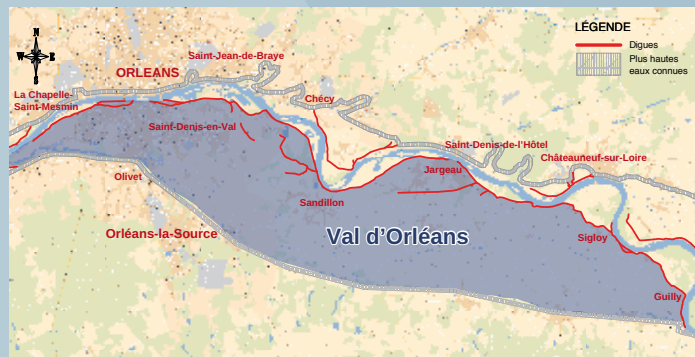 N
W E
S
LÉGENDE
Digues
Plus hautes
eaux connues
Saint-Jean-de-Braye
ORLEANS
La Chapelle-
Saint-Mesmin
Chécy
Saint-Denis-en-Val
Saint-Denis-de-l'Hôtel
Châteauneuf-sur-Loire
Olivet
Jargeau
Sandillon
Orléans-la-Source
Val d'Orléans
Sigloy
Guilly